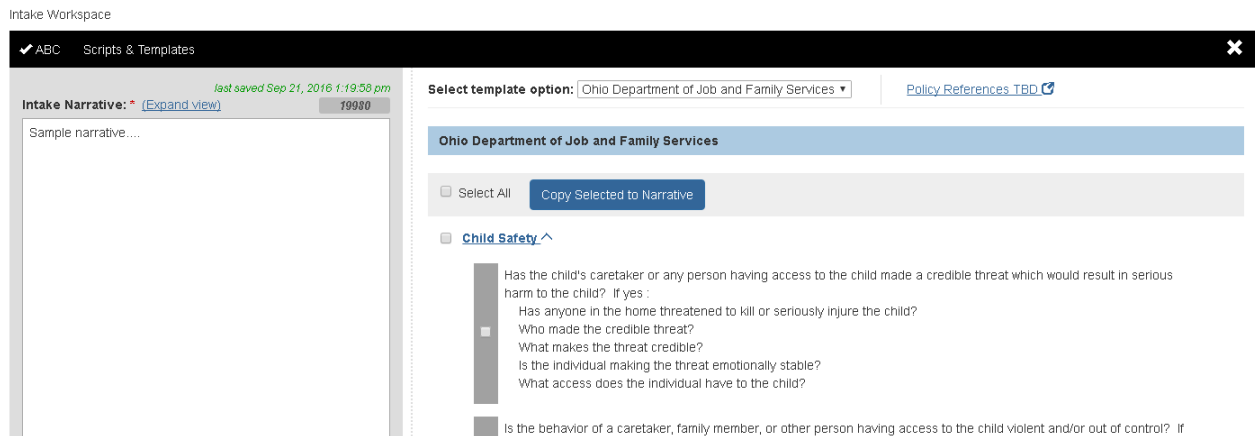 Intake Workspace
ABC Scripts & Templates
last saved Sep 21, 2016 1:19:58 pm
Intake Narrative: * (Expand view) 19980
Sample narrative....
Select template option: Ohio Department of Job and Family Services Policy References TBD
Ohio Department of Job and Family Services
Select All Copy Selected to Narrative
Child Safety
Has the child's caretaker or any person having access to the child made a credible threat which would result in serious
harm to the child? If yes :
Has anyone in the home threatened to kill or seriously injure the child?
Who made the credible threat?
What makes the threat credible?
Is the individual making the threat emotionally stable?
What access does the individual have to the child?
Is the behavior of a caretaker, family member, or other person having access to the child violent and/or out of control? If